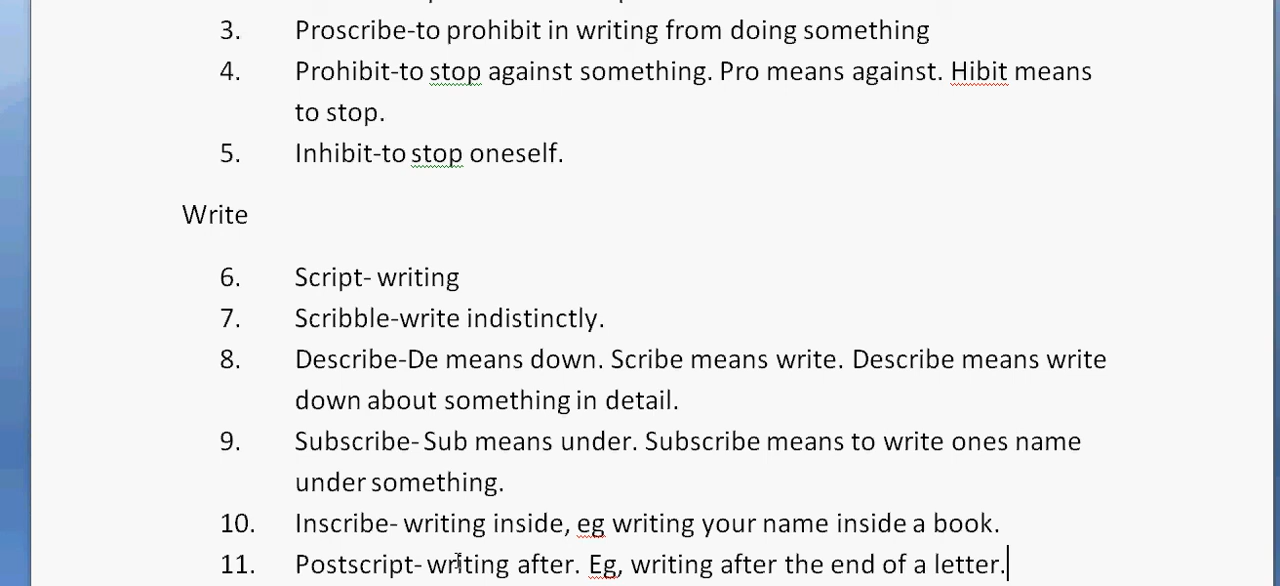 3. Proscribe-to prohibit in writing from doing something
4. Prohibit-to stop against something. Pro means against. Hibit means
to stop.
5. Inhibit-to stop oneself.
Write
6. Script- writing
7. Scribble-write indistinctly.
8. Describe-De means down. Scribe means write. Describe means write
down about something in detail.
9. Subscribe- Sub means under. Subscribe means to write ones name
under something.
10. Inscribe- writing inside, eg writing your name inside a book.
11. Postscript- writing after. Eg, writing after the end of a letter.